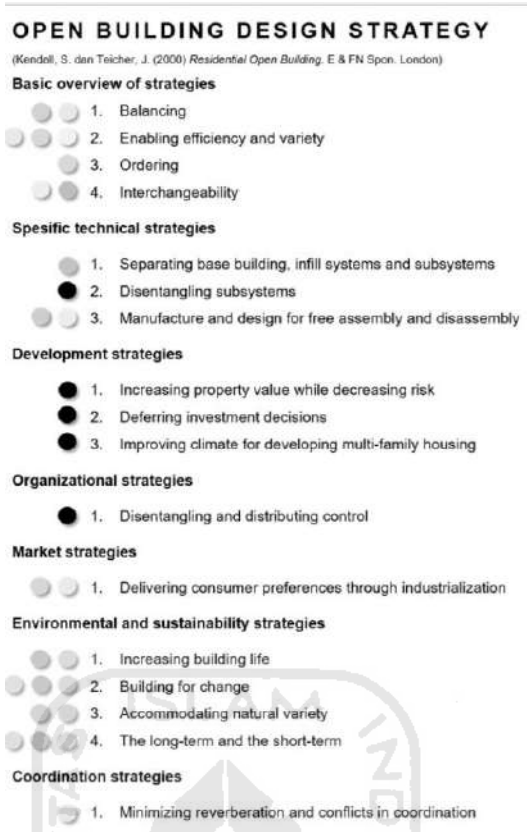 OPEN BUILDING DESIGN STRATEGY
(Kendell, S. dan Teicher, J. (2000) Residential Open Building. E & FN Spon. London)
Basic overview of strategies
1. Balancing
2. Enabling efficiency and variety
3. Ordering
4. Interchangeability
Spesific technical strategies
1. Separating base building, infill systems and subsystems
2. Disentangling subsystems
3. Manufacture and design for free assembly and disassembly
Development strategies
1. Increasing property value while decreasing risk
2. Deferring investment decisions
3. Improving climate for developing multi-family housing
Organizational strategies
1. Disentangling and distributing control
Market strategies
1. Delivering consumer preferences through industrialization
Environmental and sustainability strategies
1. Increasing building life
2. Building for change
3. Accommodating natural variety
4. The long-term and the short-term
Coordination strategies
1. Minimizing reverberation and conflicts in coordination
ISLAM